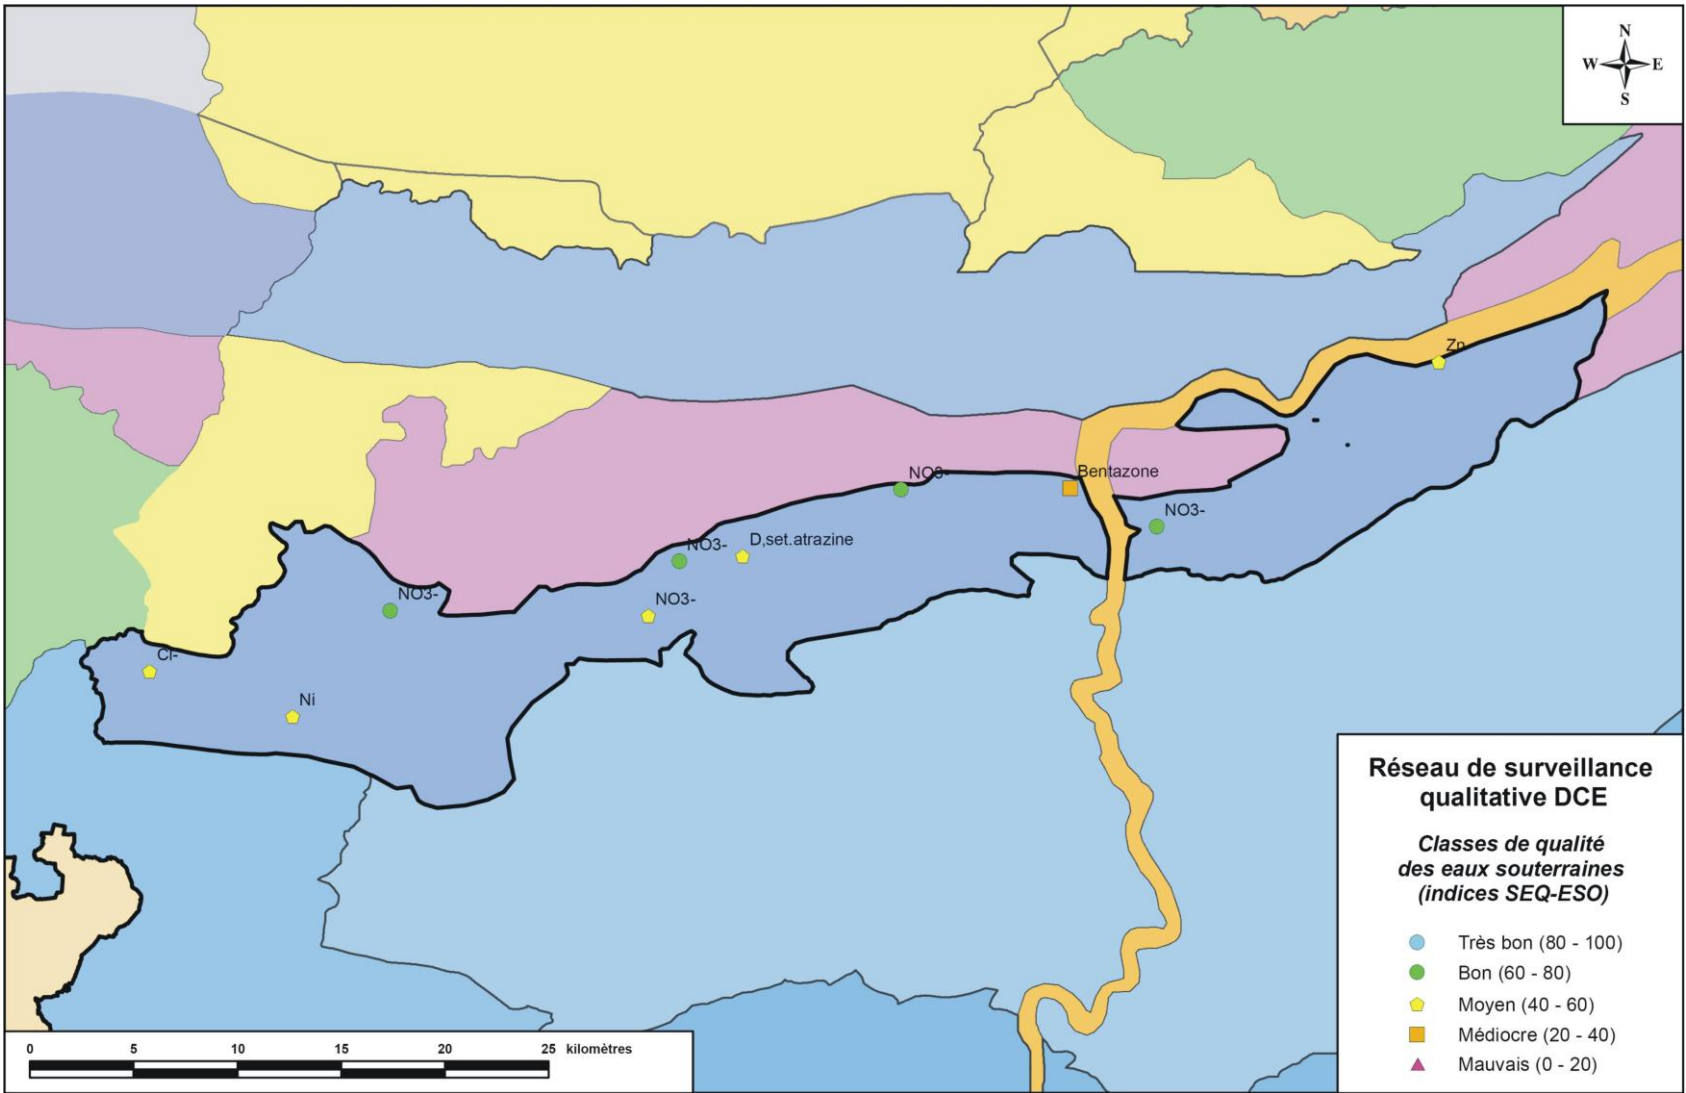 N
W E
S
Zn
NO3-
Bentazone
NO3-
NO3-
D,set.atrazine
NO3-
NO3-
Cl-
Ni
Réseau de surveillance
qualitative DCE
Classes de qualité
des eaux souterraines
(indices SEQ-ESO)
Très bon (80 - 100)
Bon (60 - 80)
Moyen (40 - 60)
Médiocre (20 - 40)
Mauvais (0 - 20)
0 5 10 15 20 25 kilomètres